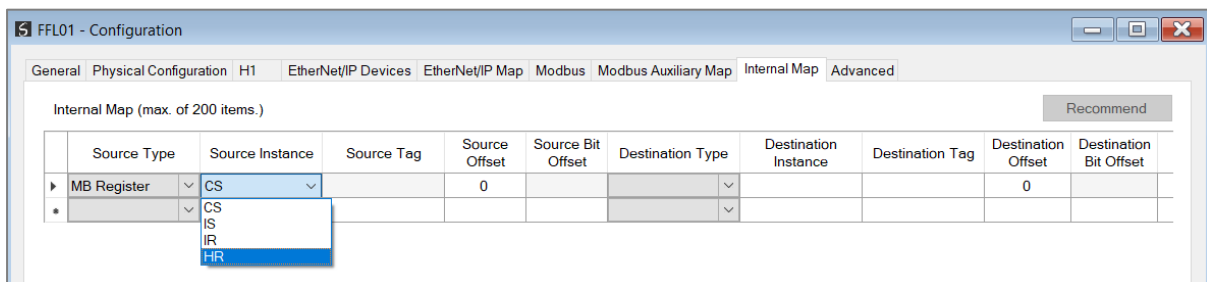 FFL01 - Configuration
General Physical Configuration H1 EtherNet/IP Devices EtherNet/IP Map Modbus Modbus Auxiliary Map Internal Map Advanced
Internal Map (max. of 200 items.) Recommend
Source Type Source Instance Source Tag Source Offset Source Bit Offset Destination Type Destination Instance Destination Tag Destination Offset Destination Bit Offset
MB Register CS 0 0
CS
IS
IR
HR